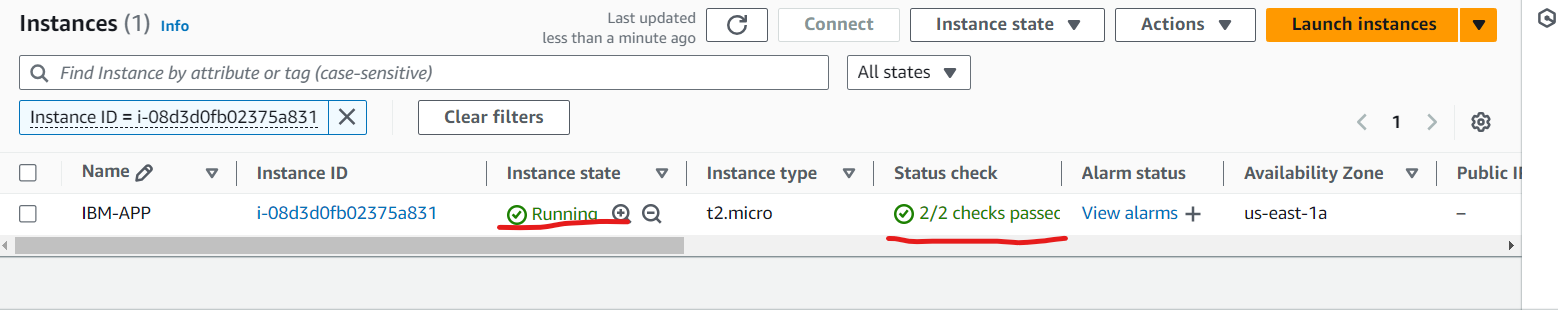 Instances (1) Info
Last updated
less than a minute ago
Connect
Instance state
Actions
Launch instances
Find Instance by attribute or tag (case-sensitive)
All states
Instance ID = i-08d3d0fb02375a831
Clear filters
1
Name Instance ID Instance state Instance type Status check Alarm status Availability Zone Public
IBM-APP i-08d3d0fb02375a831 Running t2.micro 2/2 checks passed View alarms + us-east-1a –